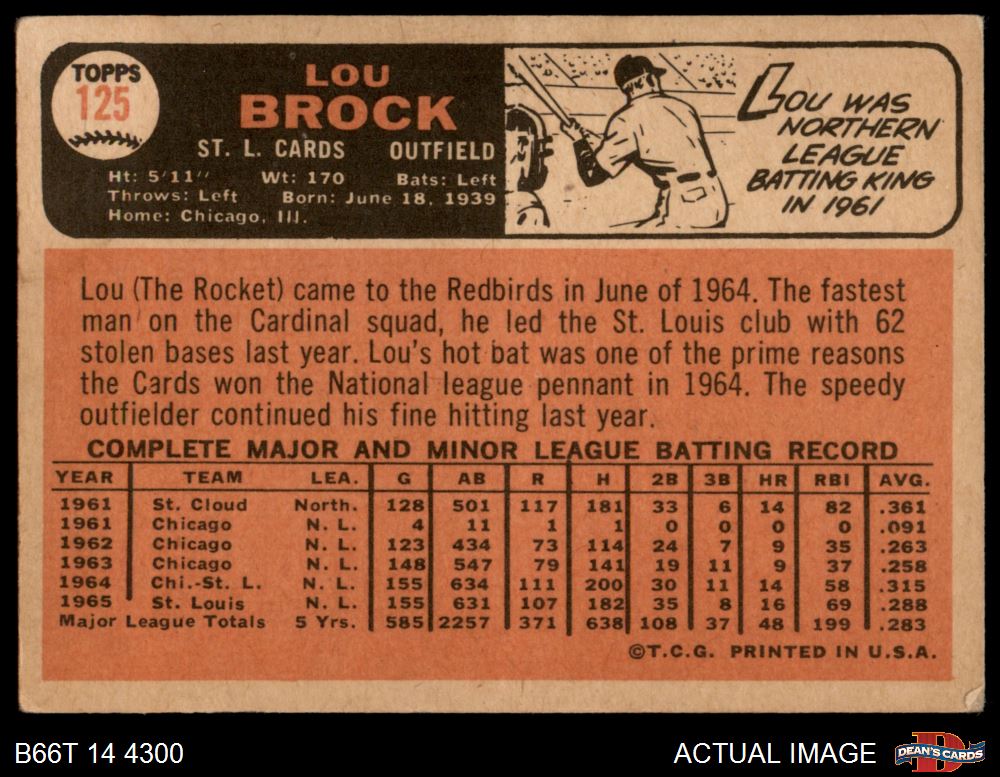 TOPPS
125
LOU
BROCK
ST. L. CARDS OUTFIELD
Ht: 5'11" Wt: 170 Bats: Left
Throws: Left Born: June 18, 1939
Home: Chicago, Ill.
LOU WAS
NORTHERN
LEAGUE
BATTING KING
IN 1961
Lou (The Rocket) came to the Redbirds in June of 1964. The fastest
man on the Cardinal squad, he led the St. Louis club with 62
stolen bases last year. Lou's hot bat was one of the prime reasons
the Cards won the National league pennant in 1964. The speedy
outfielder continued his fine hitting last year.
COMPLETE MAJOR AND MINOR LEAGUE BATTING RECORD
YEAR TEAM LEA. G AB R H 2B 3B HR RBI AVG.
1961 St. Cloud North. 128 501 117 181 33 6 14 82 .361
1961 Chicago N. L. 4 11 1 1 0 0 0 0 .091
1962 Chicago N. L. 123 434 73 114 24 7 9 35 .263
1963 Chicago N. L. 148 547 79 141 19 11 9 37 .258
1964 Chi.-St. L. N. L. 155 634 111 200 30 11 14 58 .315
1965 St. Louis N. L. 155 631 107 182 35 8 16 69 .288
Major League Totals 5 Yrs. 585 2257 371 638 108 37 48 199 .283
©T.C.G. PRINTED IN U.S.A.
B66T 14 4300
ACTUAL IMAGE
DEAN'S CARDS